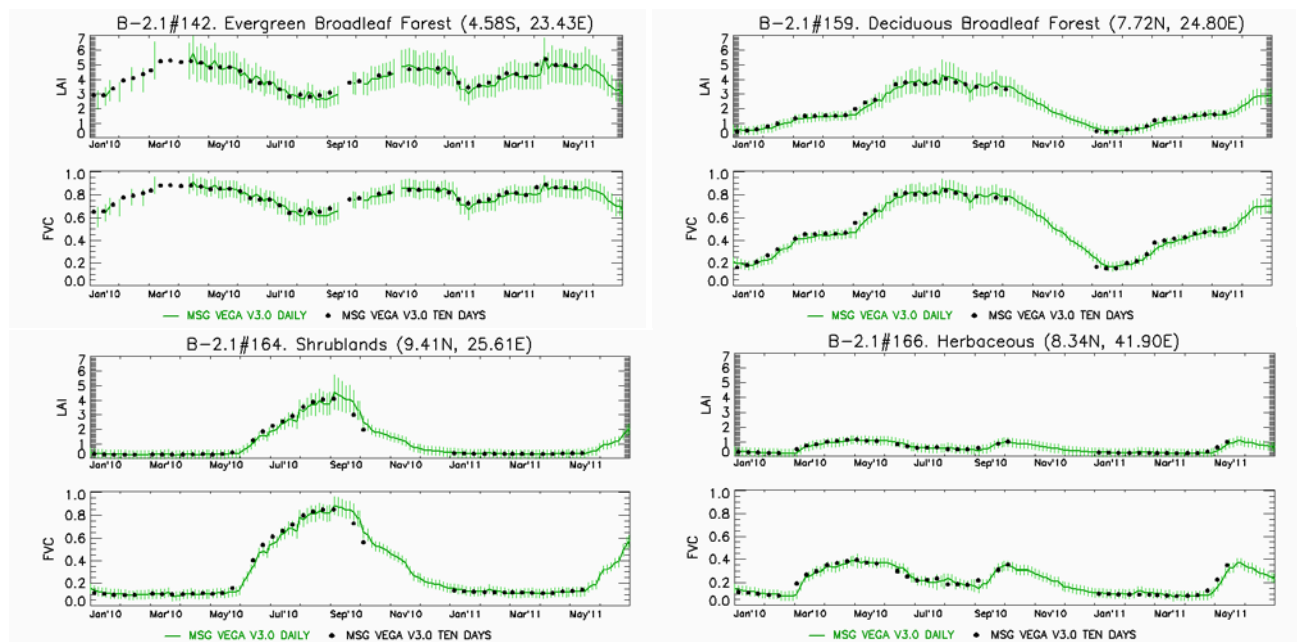 B-2.1#142. Evergreen Broadleaf Forest (4.58S, 23.43E)
LAI
7
6
5
4
3
2
1
0
Jan'10 Mar'10 May'10 Jul'10 Sep'10 Nov'10 Jan'11 Mar'11 May'11
FVC
1.0
0.8
0.6
0.4
0.2
0.0
Jan'10 Mar'10 May'10 Jul'10 Sep'10 Nov'10 Jan'11 Mar'11 May'11
MSG VEGA V3.0 DAILY MSG VEGA V3.0 TEN DAYS
B-2.1#159. Deciduous Broadleaf Forest (7.72N, 24.80E)
LAI
7
6
5
4
3
2
1
0
Jan'10 Mar'10 May'10 Jul'10 Sep'10 Nov'10 Jan'11 Mar'11 May'11
FVC
1.0
0.8
0.6
0.4
0.2
0.0
Jan'10 Mar'10 May'10 Jul'10 Sep'10 Nov'10 Jan'11 Mar'11 May'11
MSG VEGA V3.0 DAILY MSG VEGA V3.0 TEN DAYS
B-2.1#164. Shrublands (9.41N, 25.61E)
LAI
7
6
5
4
3
2
1
0
Jan'10 Mar'10 May'10 Jul'10 Sep'10 Nov'10 Jan'11 Mar'11 May'11
FVC
1.0
0.8
0.6
0.4
0.2
0.0
Jan'10 Mar'10 May'10 Jul'10 Sep'10 Nov'10 Jan'11 Mar'11 May'11
MSG VEGA V3.0 DAILY MSG VEGA V3.0 TEN DAYS
B-2.1#166. Herbaceous (8.34N, 41.90E)
LAI
7
6
5
4
3
2
1
0
Jan'10 Mar'10 May'10 Jul'10 Sep'10 Nov'10 Jan'11 Mar'11 May'11
FVC
1.0
0.8
0.6
0.4
0.2
0.0
Jan'10 Mar'10 May'10 Jul'10 Sep'10 Nov'10 Jan'11 Mar'11 May'11
MSG VEGA V3.0 DAILY MSG VEGA V3.0 TEN DAYS